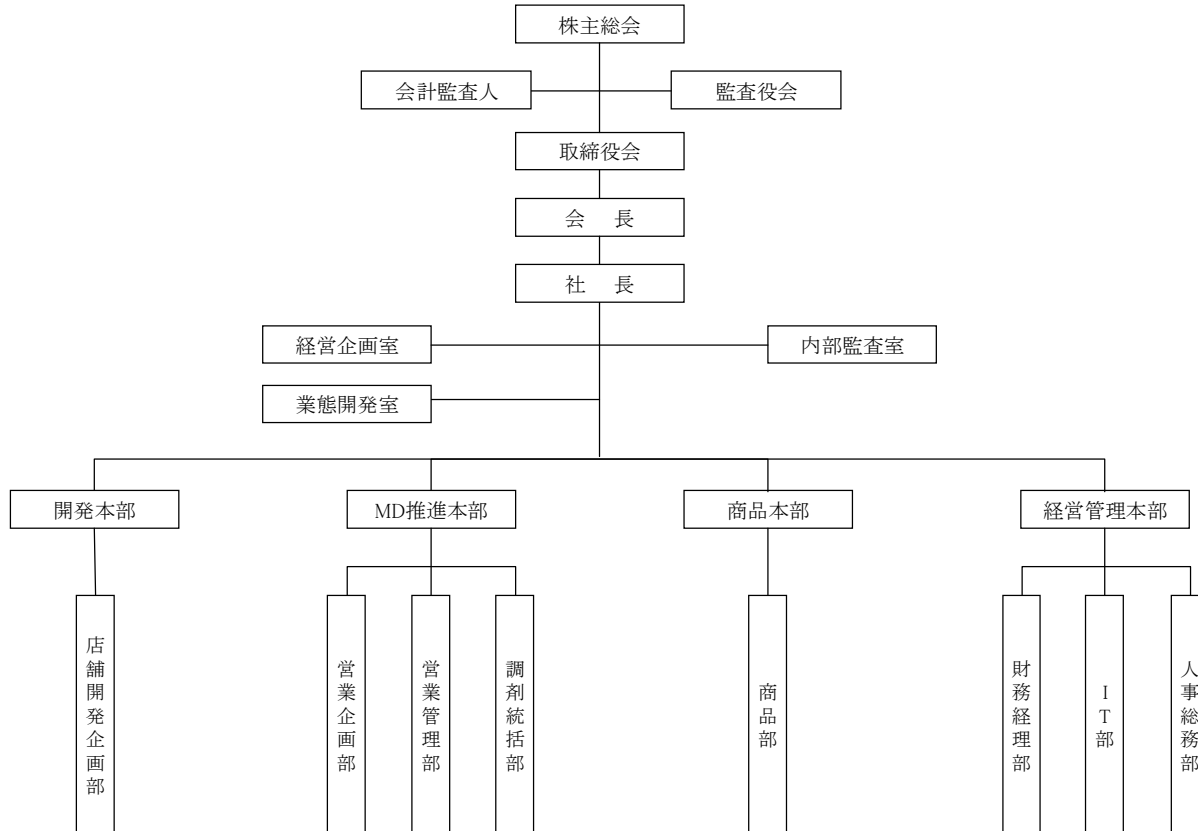 株主総会
会計監査人
監査役会
取締役会
会　長
社　長
経営企画室
内部監査室
業態開発室
開発本部
MD推進本部
商品本部
経営管理本部
店舗開発企画部
営業企画部
営業管理部
調剤統括部
商品部
財務経理部
IT部
人事総務部